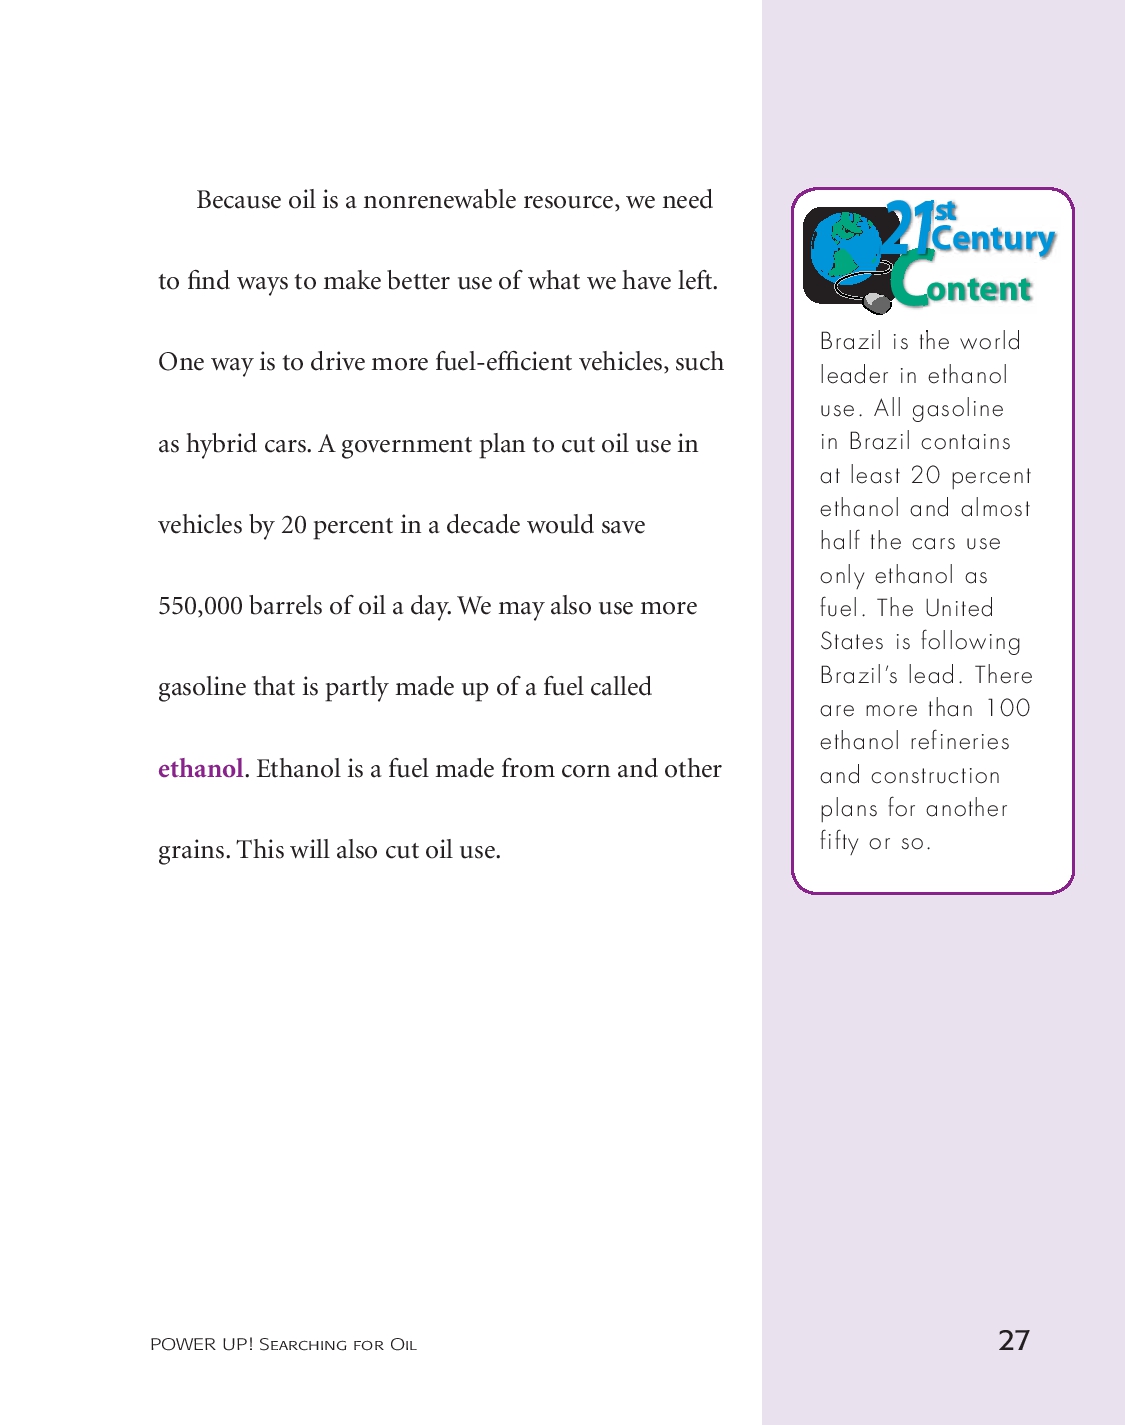 Because oil is a nonrenewable resource, we need
to find ways to make better use of what we have left.
One way is to drive more fuel-efficient vehicles, such
as hybrid cars. A government plan to cut oil use in
vehicles by 20 percent in a decade would save
550,000 barrels of oil a day. We may also use more
gasoline that is partly made up of a fuel called
ethanol. Ethanol is a fuel made from corn and other
grains. This will also cut oil use.
21st
Century
Content
Brazil is the world
leader in ethanol
use. All gasoline
in Brazil contains
at least 20 percent
ethanol and almost
half the cars use
only ethanol as
fuel. The United
States is following
Brazil’s lead. There
are more than 100
ethanol refineries
and construction
plans for another
fifty or so.
POWER UP! Searching for Oil
27